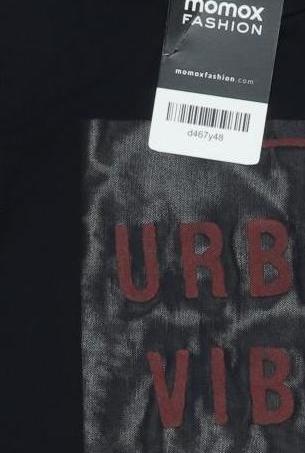 momox
FASHION
momoxfashion.com
d467y48
URB
VIB